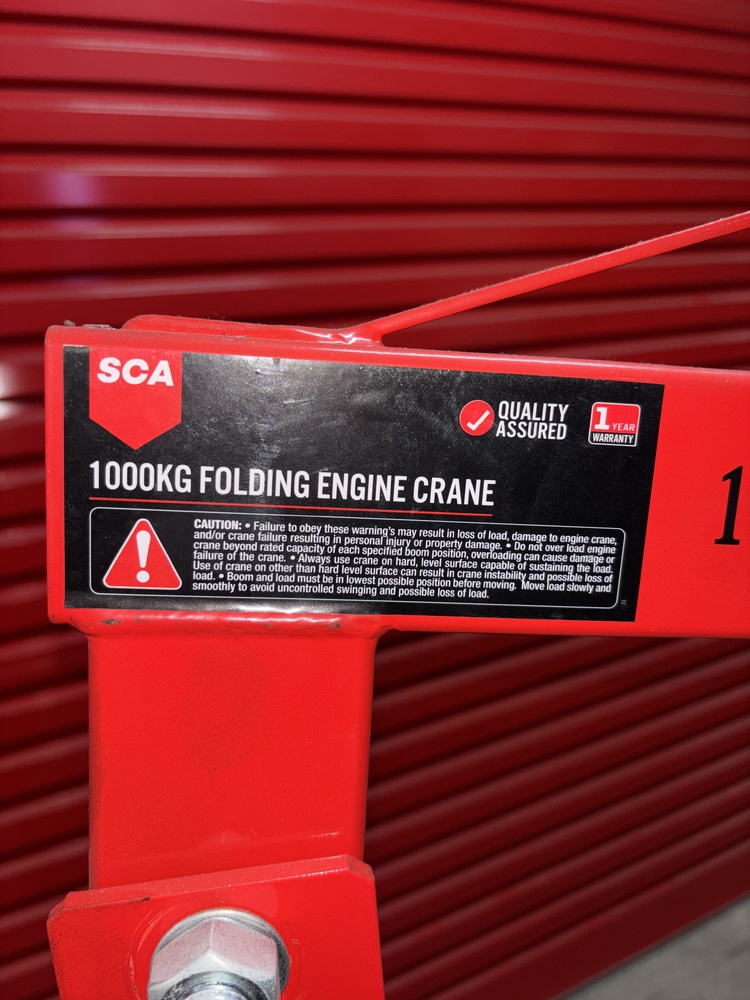 SCA
QUALITY
ASSURED
1 YEAR
WARRANTY
1000KG FOLDING ENGINE CRANE
CAUTION: • Failure to obey these warning's may result in loss of load, damage to engine crane,
and/or crane failure resulting in personal injury or property damage. • Do not over load engine
crane beyond rated capacity of each specified boom position, overloading can cause damage or
failure of the crane. • Always use crane on hard, level surface capable of sustaining the load.
Use of crane on other than hard level surface can result in crane instability and possible loss of
load. • Boom and load must be in lowest possible position before moving. Move load slowly and
smoothly to avoid uncontrolled swinging and possible loss of load.
1